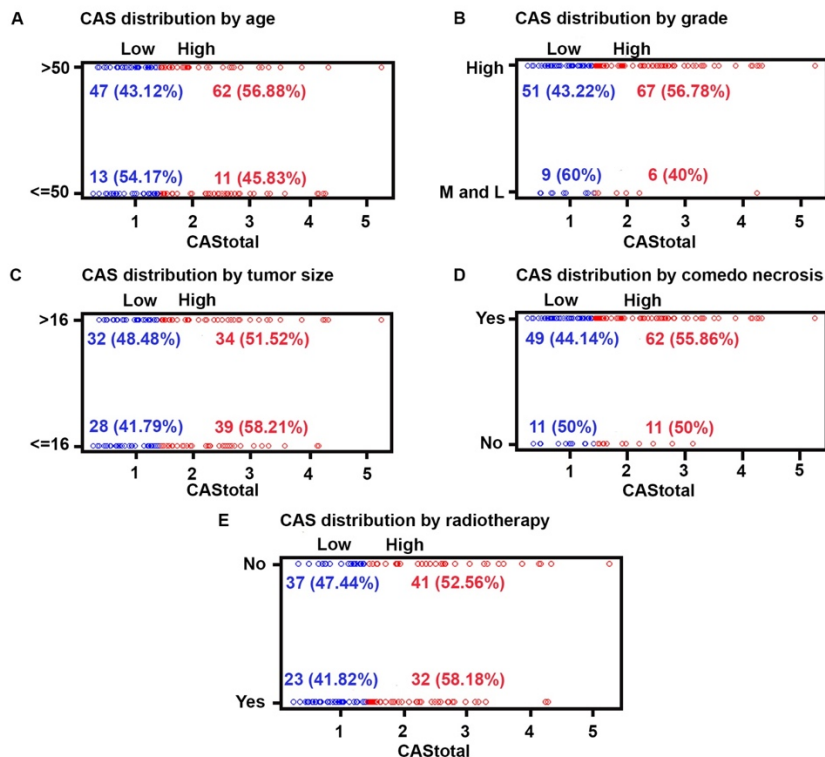 A CAS distribution by age
Low High
>50
47 (43.12%) 62 (56.88%)
13 (54.17%) 11 (45.83%)
<=50
1 2 3 4 5
CAStotal
B CAS distribution by grade
Low High
High
51 (43.22%) 67 (56.78%)
9 (60%) 6 (40%)
M and L
1 2 3 4 5
CAStotal
C CAS distribution by tumor size
Low High
>16
32 (48.48%) 34 (51.52%)
28 (41.79%) 39 (58.21%)
<=16
1 2 3 4 5
CAStotal
D CAS distribution by comedo necrosis
Low High
Yes
49 (44.14%) 62 (55.86%)
11 (50%) 11 (50%)
No
1 2 3 4 5
CAStotal
E CAS distribution by radiotherapy
Low High
No
37 (47.44%) 41 (52.56%)
23 (41.82%) 32 (58.18%)
Yes
1 2 3 4 5
CAStotal